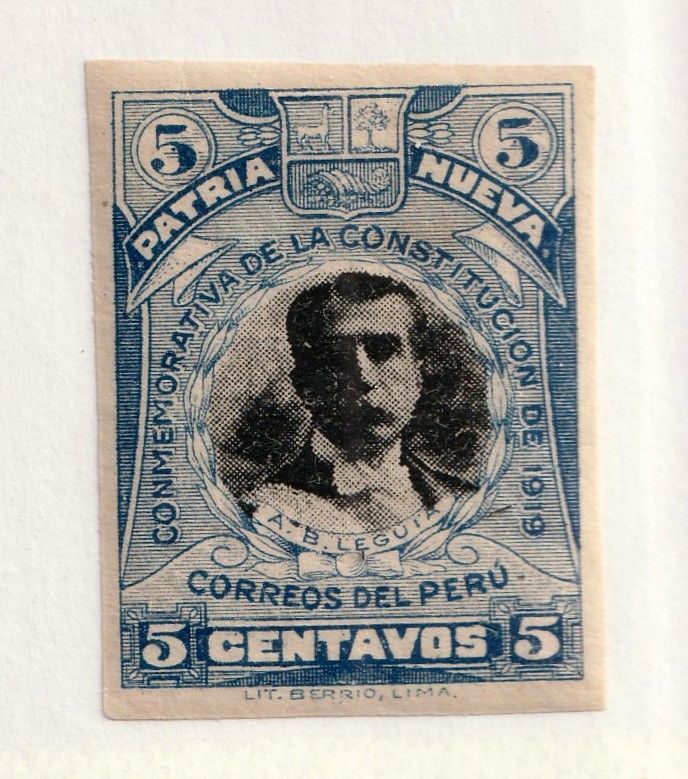 5 5
PATRIA NUEVA
CONMEMORATIVA DE LA CONSTITUCION DE 1919
A. B. LEGUIA
CORREOS DEL PERÚ
5 CENTAVOS 5
LIT. BERRIO, LIMA.